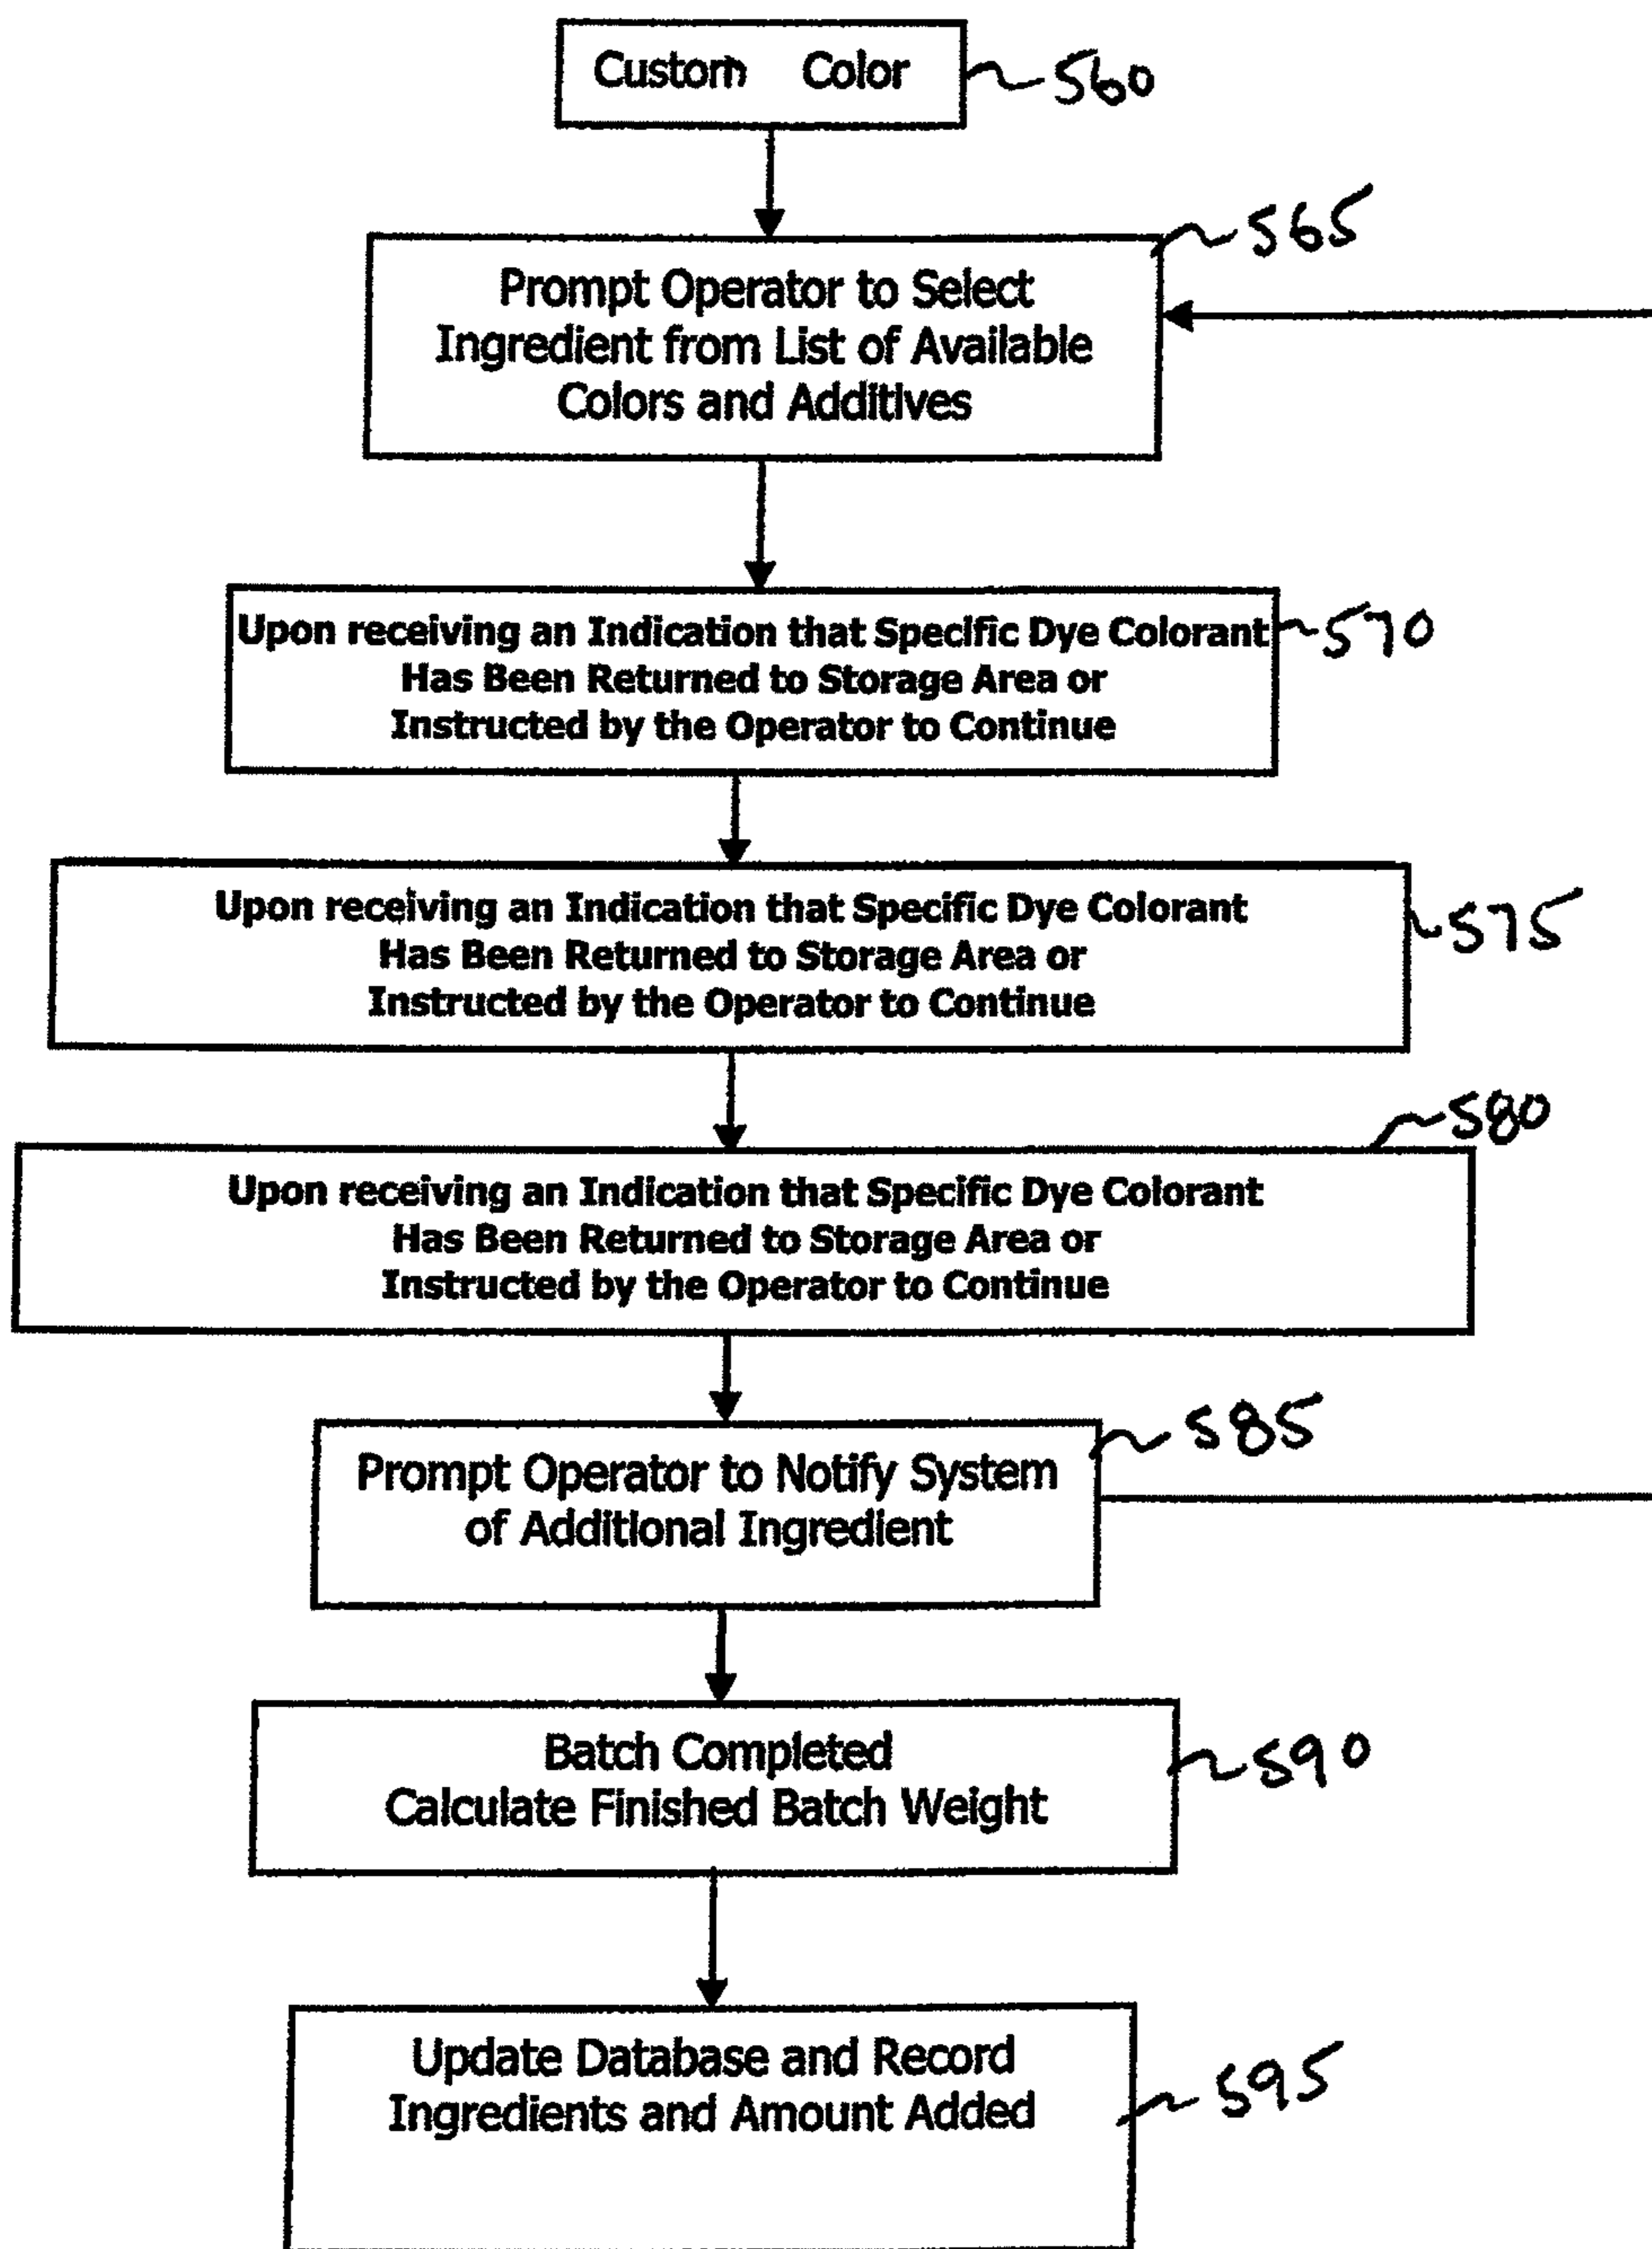 Custom Color
560
565
Prompt Operator to Select
Ingredient from List of Available
Colors and Additives
Upon receiving an Indication that Specific Dye Colorant
570
Has Been Returned to Storage Area or
Instructed by the Operator to Continue
Upon receiving an Indication that Specific Dye Colorant
575
Has Been Returned to Storage Area or
Instructed by the Operator to Continue
580
Upon receiving an Indication that Specific Dye Colorant
Has Been Returned to Storage Area or
Instructed by the Operator to Continue
585
Prompt Operator to Notify System
of Additional Ingredient
Batch Completed
590
Calculate Finished Batch Weight
Update Database and Record
595
Ingredients and Amount Added